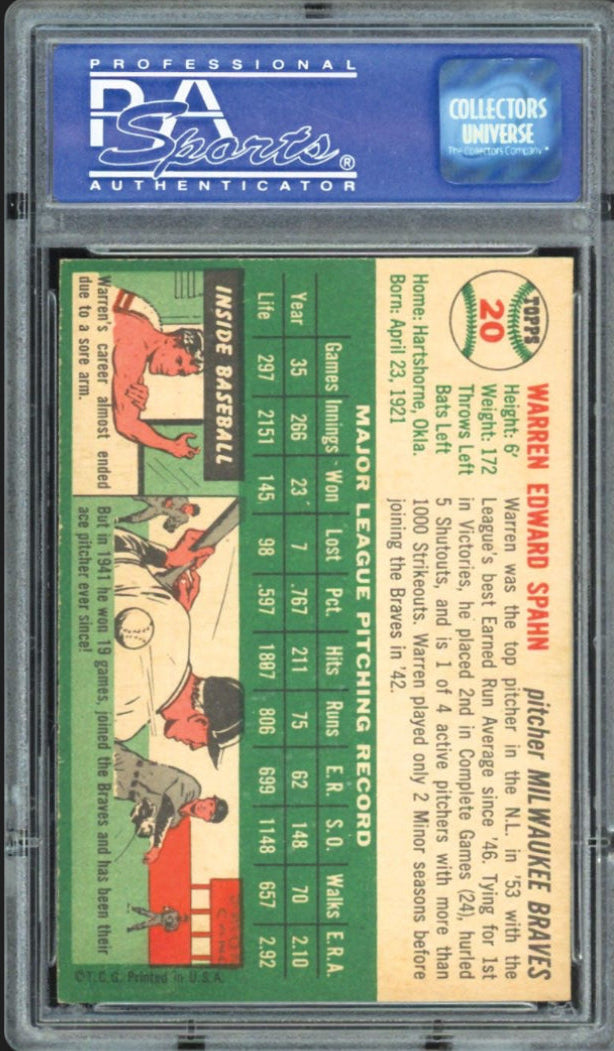 PROFESSIONAL
PSA
Sports®
AUTHENTICATOR
COLLECTORS
UNIVERSE
The Collectors Company™
TOPPS
20
WARREN EDWARD SPAHN pitcher MILWAUKEE BRAVES
Height: 6'
Weight: 172
Throws Left
Bats Left
Home: Hartshorne, Okla.
Born: April 23, 1921
Warren was the top pitcher in the N.L. in '53 with the
League's best Earned Run Average since '46. Tying for 1st
in Victories, he placed 2nd in Complete Games (24), hurled
5 Shutouts, and is 1 of 4 active pitchers with more than
1000 Strikeouts. Warren played only 2 Minor seasons before
joining the Braves in '42.
MAJOR LEAGUE PITCHING RECORD
Games Innings Won Lost Pct. Hits Runs E.R. S.O. Walks E.R.A.
Year 35 266 23 7 .767 211 75 62 148 70 2.10
Life 297 2151 145 98 .597 1887 806 699 1148 657 2.92
INSIDE BASEBALL
Warren's career almost ended
due to a sore arm.
But in 1941 he won 19 games, joined the Braves and has been their
ace pitcher ever since!
©T.C.G. Printed in U.S.A.